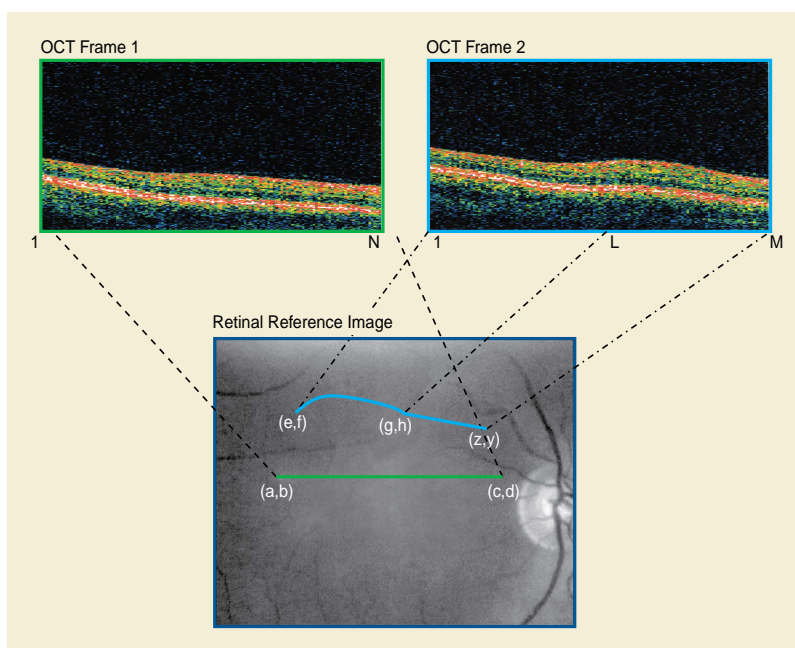 OCT Frame 1
OCT Frame 2
1
N
1
L
M
Retinal Reference Image
(e,f)
(g,h)
(z,y)
(a,b)
(c,d)